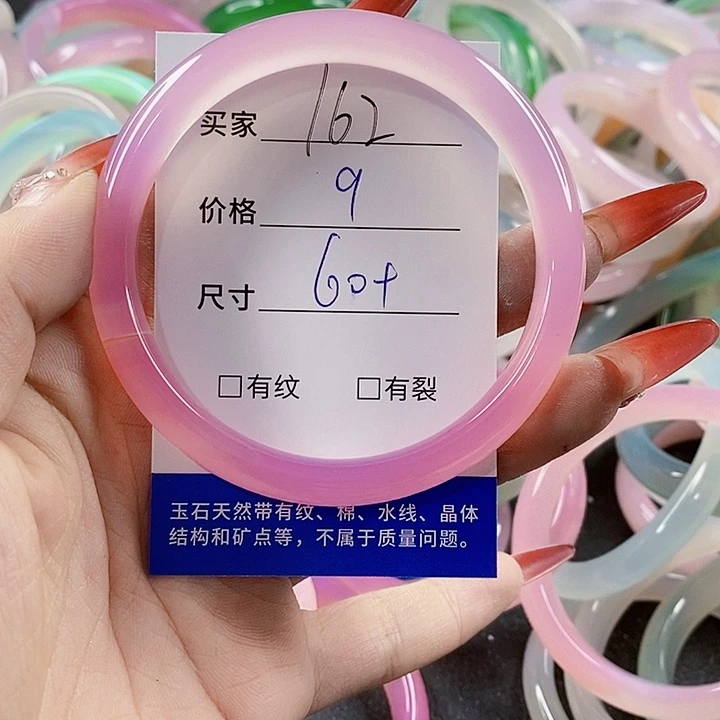 买家 162
价格 9
尺寸 60+
□有纹 □有裂
玉石天然带有纹、棉、水线、晶体
结构和矿点等，不属于质量问题。